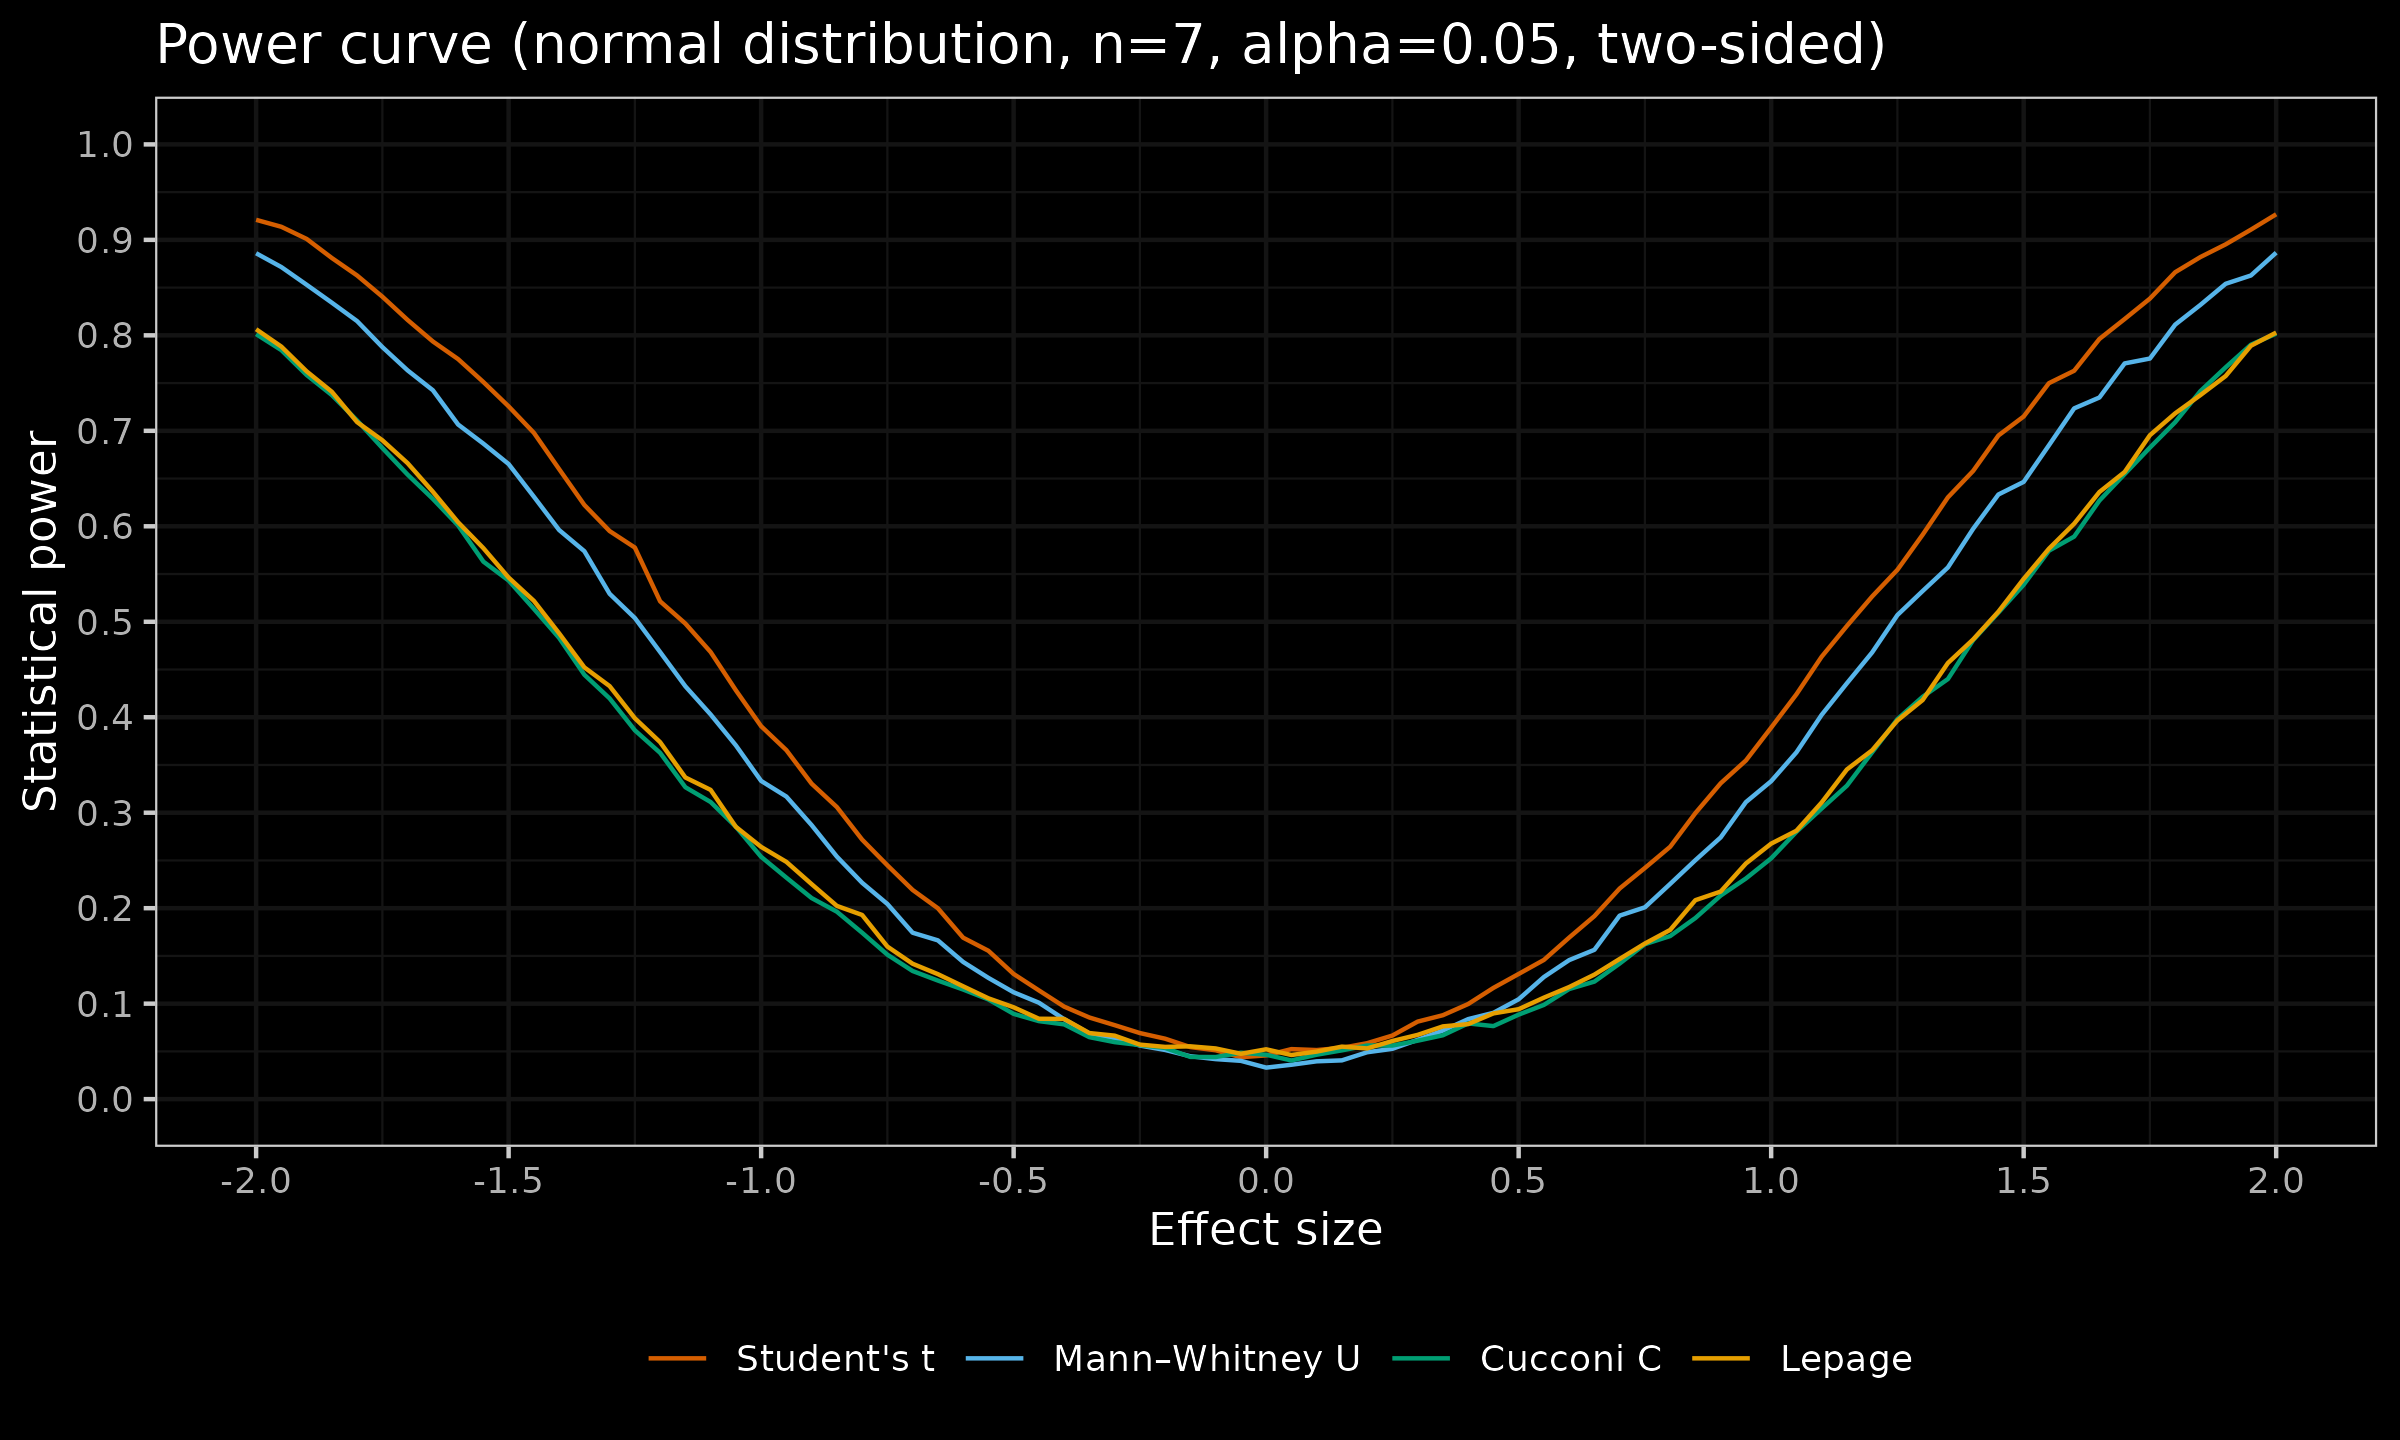 Power curve (normal distribution, n=7, alpha=0.05, two-sided)
Statistical power
1.0
0.9
0.8
0.7
0.6
0.5
0.4
0.3
0.2
0.1
0.0
-2.0 -1.5 -1.0 -0.5 0.0 0.5 1.0 1.5 2.0
Effect size
Student's t Mann–Whitney U Cucconi C Lepage